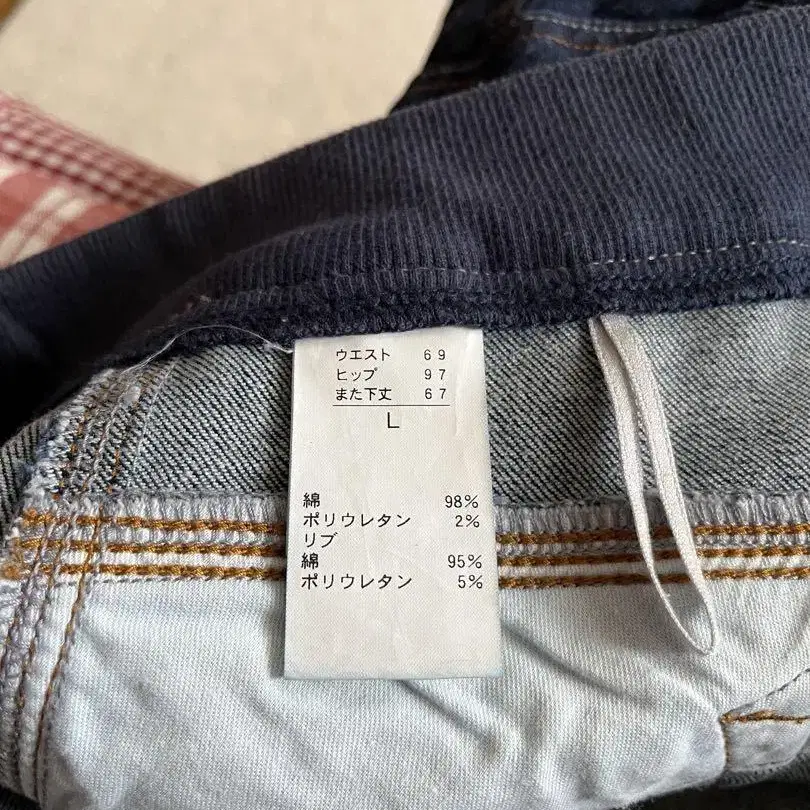 ウエスト 69
ヒップ 97
また下丈 67
L
綿 98%
ポリウレタン 2%
リブ
綿 95%
ポリウレタン 5%